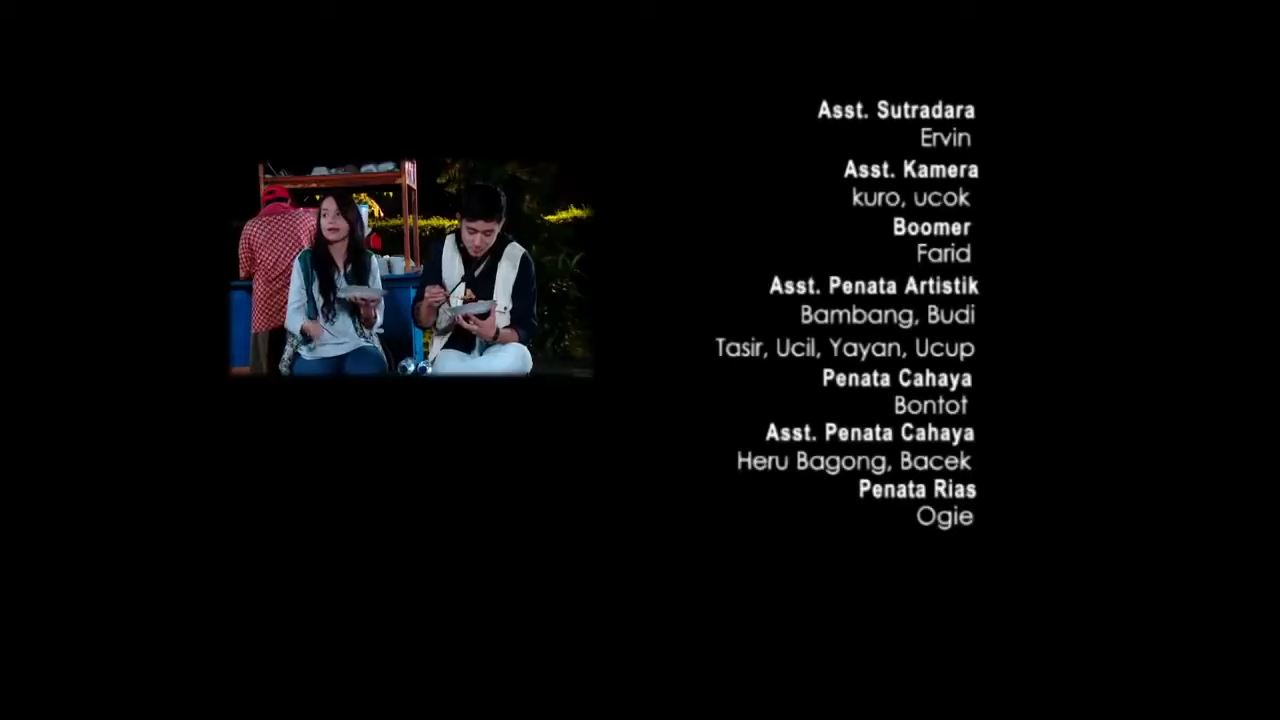 Asst. Sutradara
Ervin
Asst. Kamera
kuro, ucok
Boomer
Farid
Asst. Penata Artistik
Bambang, Budi
Tasir, Ucil, Yayan, Ucup
Penata Cahaya
Bontot
Asst. Penata Cahaya
Heru Bagong, Bacek
Penata Rias
Ogie